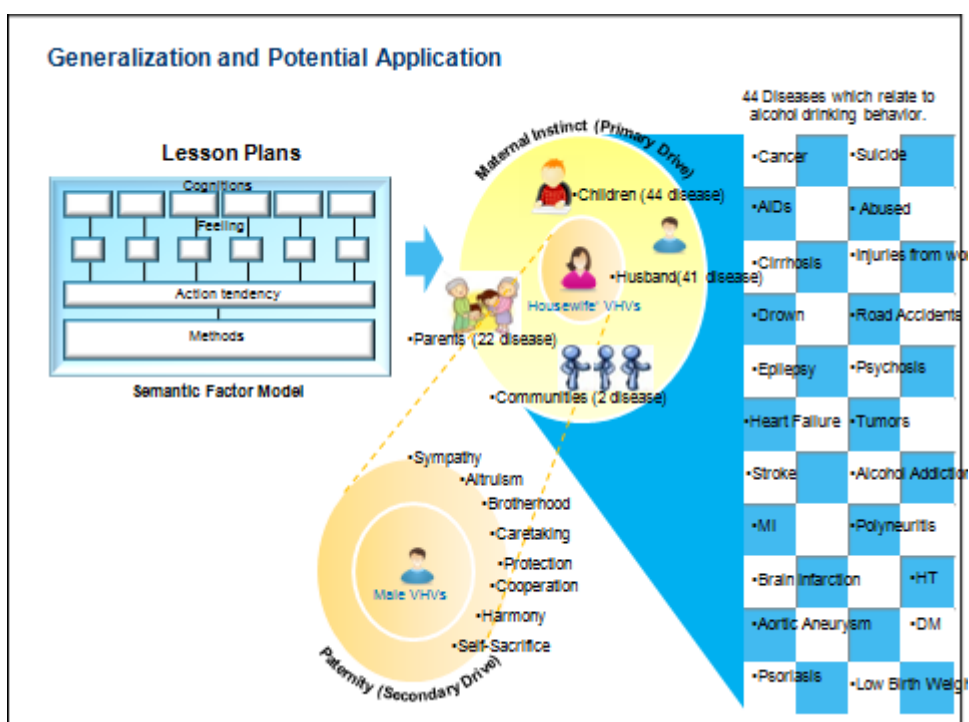 Generalization and Potential Application
Lesson Plans
Cognitions
Feeling
Action tendency
Methods
Semantic Factor Model
Maternal Instinct (Primary Drive)
•Children (44 disease)
•Husband(41 disease)
Housewife' VHVs
•Parents (22 disease)
•Communities (2 disease)
•Sympathy
•Altruism
•Brotherhood
•Caretaking
•Protection
•Cooperation
•Harmony
•Self-Sacrifice
Male VHVs
Paternity (Secondary Drive)
44 Diseases which relate to
alcohol drinking behavior.
•Cancer
•Suicide
•AIDs
• Abused
•Cirrhosis
•Injuries from wo
•Drown
•Road Accidents
•Epilepsy
•Psychosis
•Heart Failure
•Tumors
•Stroke
•Alcohol Addiction
•MI
•Polyneuritis
•Brain Infarction
•HT
•Aortic Aneurysm
•DM
•Psoriasis
•Low Birth Weigh